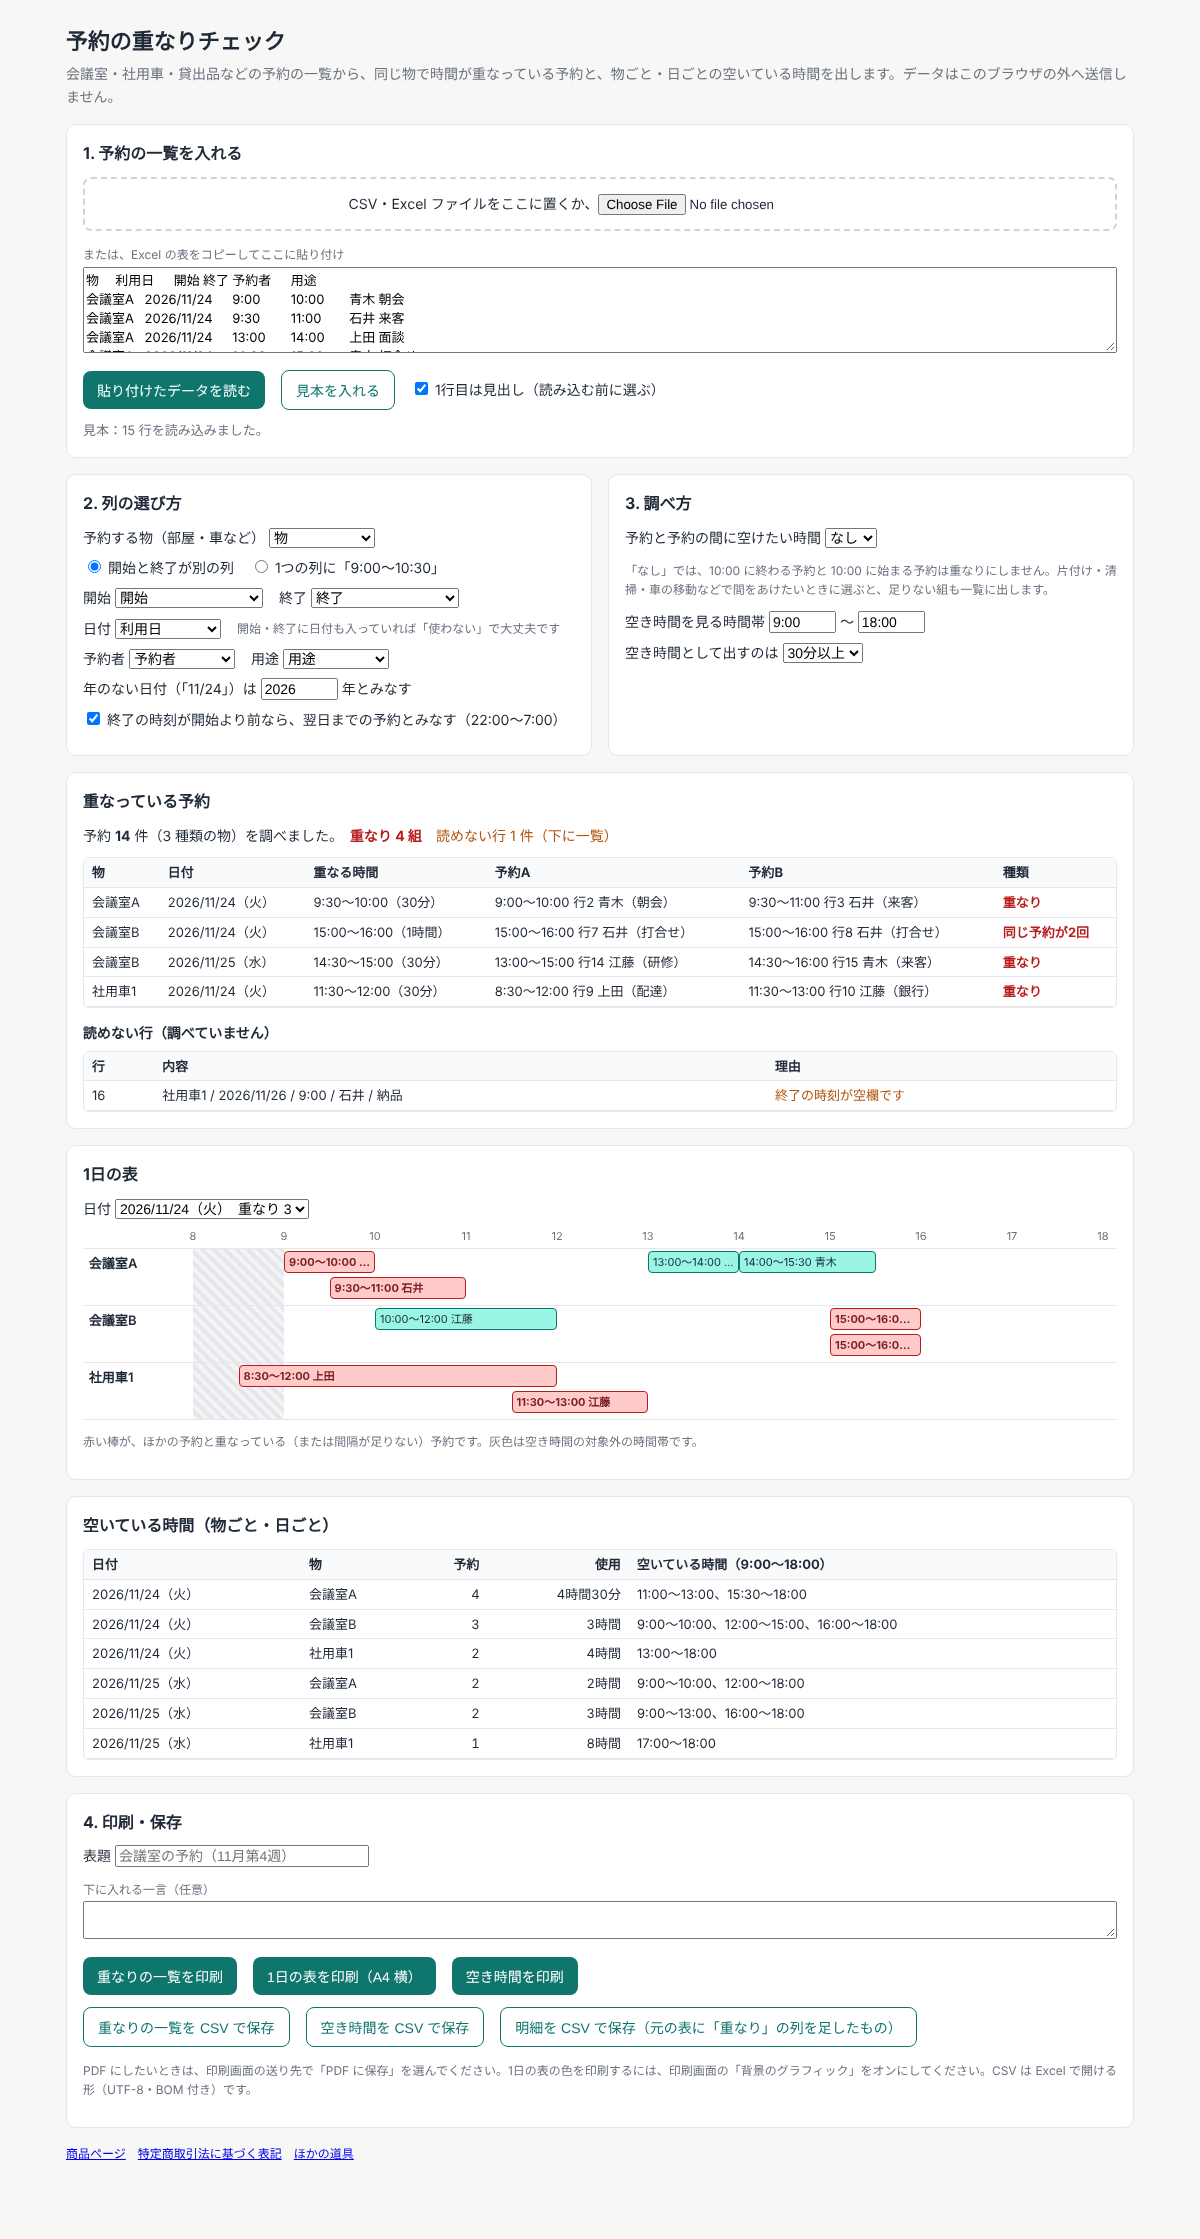 予約の重なりチェック
会議室・社用車・貸出品などの予約の一覧から、同じ物で時間が重なっている予約と、物ごと・日ごとの空いている時間を出します。データはこのブラウザの外へ送信し
ません。
1. 予約の一覧を入れる
CSV・Excel ファイルをここに置くか、 Choose File No file chosen
または、Excel の表をコピーしてここに貼り付け
物 利用日 開始 終了 予約者 用途
会議室A 2026/11/24 9:00 10:00 青木 朝会
会議室A 2026/11/24 9:30 11:00 石井 来客
会議室A 2026/11/24 13:00 14:00 上田 面談
貼り付けたデータを読む 見本を入れる 1行目は見出し（読み込む前に選ぶ）
見本：15 行を読み込みました。
2. 列の選び方
予約する物（部屋・車など） 物
開始と終了が別の列 1つの列に「9:00〜10:30」
開始 開始 終了 終了
日付 利用日 開始・終了に日付も入っていれば「使わない」で大丈夫です
予約者 予約者 用途 用途
年のない日付（「11/24」）は 2026 年とみなす
終了の時刻が開始より前なら、翌日までの予約とみなす（22:00〜7:00）
3. 調べ方
予約と予約の間に空けたい時間 なし
「なし」では、10:00 に終わる予約と 10:00 に始まる予約は重なりにしません。片付け・清
掃・車の移動などで間をあけたいときに選ぶと、足りない組も一覧に出します。
空き時間を見る時間帯 9:00 〜 18:00
空き時間として出すのは 30分以上
重なっている予約
予約 14 件（3 種類の物）を調べました。 重なり 4 組 読めない行 1 件（下に一覧）
物 日付 重なる時間 予約A 予約B 種類
会議室A 2026/11/24（火） 9:30〜10:00（30分） 9:00〜10:00 行2 青木（朝会） 9:30〜11:00 行3 石井（来客） 重なり
会議室B 2026/11/24（火） 15:00〜16:00（1時間） 15:00〜16:00 行7 石井（打合せ） 15:00〜16:00 行8 石井（打合せ） 同じ予約が2回
会議室B 2026/11/25（水） 14:30〜15:00（30分） 13:00〜15:00 行14 江藤（研修） 14:30〜16:00 行15 青木（来客） 重なり
社用車1 2026/11/24（火） 11:30〜12:00（30分） 8:30〜12:00 行9 上田（配達） 11:30〜13:00 行10 江藤（銀行） 重なり
読めない行（調べていません）
行 内容 理由
16 社用車1 / 2026/11/26 / 9:00 / 石井 / 納品 終了の時刻が空欄です
1日の表
日付 2026/11/24（火） 重なり 3
8 9 10 11 12 13 14 15 16 17 18
会議室A 9:00〜10:00 ... 13:00〜14:00 ... 14:00〜15:30 青木
9:30〜11:00 石井
会議室B 10:00〜12:00 江藤 15:00〜16:0...
15:00〜16:0...
社用車1 8:30〜12:00 上田
11:30〜13:00 江藤
赤い棒が、ほかの予約と重なっている（または間隔が足りない）予約です。灰色は空き時間の対象外の時間帯です。
空いている時間（物ごと・日ごと）
日付 物 予約 使用 空いている時間（9:00〜18:00）
2026/11/24（火） 会議室A 4 4時間30分 11:00〜13:00、15:30〜18:00
2026/11/24（火） 会議室B 3 3時間 9:00〜10:00、12:00〜15:00、16:00〜18:00
2026/11/24（火） 社用車1 2 4時間 13:00〜18:00
2026/11/25（水） 会議室A 2 2時間 9:00〜10:00、12:00〜18:00
2026/11/25（水） 会議室B 2 3時間 9:00〜13:00、16:00〜18:00
2026/11/25（水） 社用車1 1 8時間 17:00〜18:00
4. 印刷・保存
表題 会議室の予約（11月第4週）
下に入れる一言（任意）
重なりの一覧を印刷 1日の表を印刷（A4 横） 空き時間を印刷
重なりの一覧を CSV で保存 空き時間を CSV で保存 明細を CSV で保存（元の表に「重なり」の列を足したもの）
PDF にしたいときは、印刷画面の送り先で「PDF に保存」を選んでください。1日の表の色を印刷するには、印刷画面の「背景のグラフィック」をオンにしてください。CSV は Excel で開ける
形（UTF-8・BOM 付き）です。
商品ページ 特定商取引法に基づく表記 ほかの道具